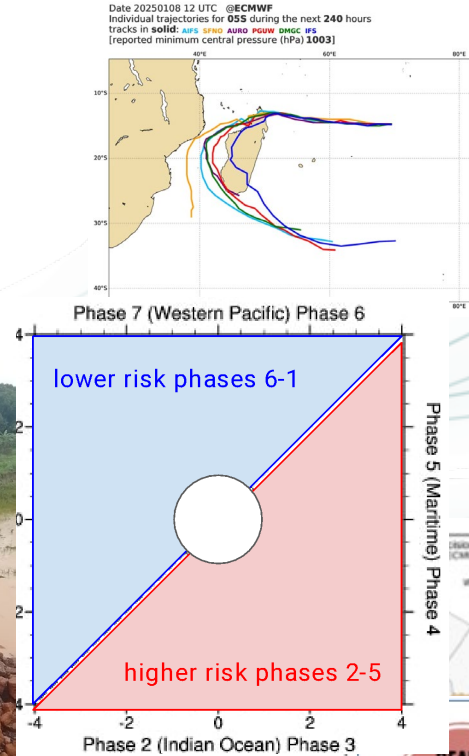 Date 20250108 12 UTC @ECMWF
Individual trajectories for 05S during the next 240 hours
tracks in solid: AIFS SFNO AURO PGUW DMGC IFS
[reported minimum central pressure (hPa) 1003]
40°E 60°E 80°E
10°S
20°S
30°S
40°S
80°E
Phase 7 (Western Pacific) Phase 6
4
lower risk phases 6-1
2
Phase 5 (Maritime) Phase 4
0
2
higher risk phases 2-5
4
-4 -2 0 2 4
Phase 2 (Indian Ocean) Phase 3